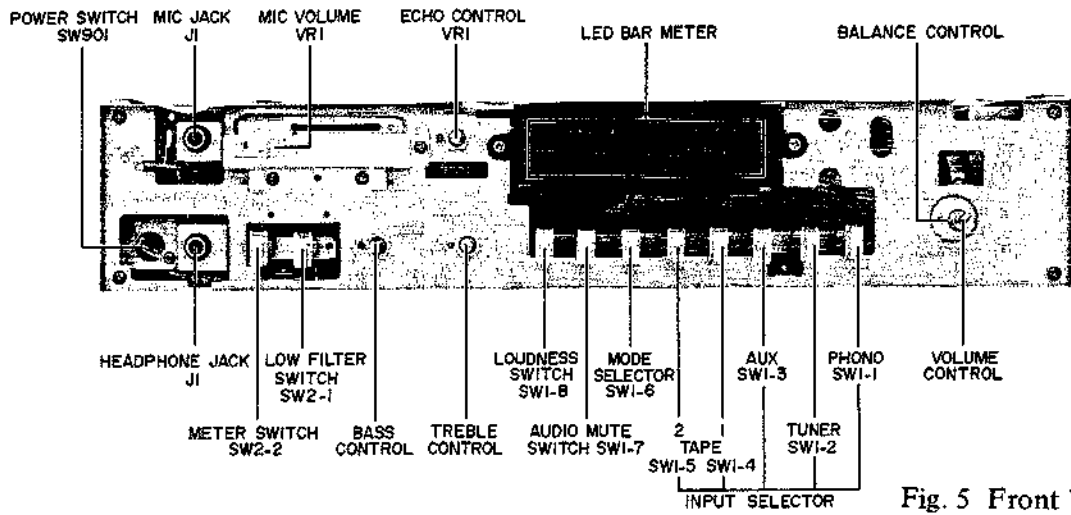 POWER SWITCH
SW901
MIC JACK
J1
MIC VOLUME
VR1
ECHO CONTROL
VR1
LED BAR METER
BALANCE CONTROL
HEADPHONE JACK
J1
LOW FILTER
SWITCH
SW2-1
LOUDNESS
SWITCH
SW1-8
MODE
SELECTOR
SW1-6
AUX
SW1-3
PHONO
SW1-1
VOLUME
CONTROL
METER SWITCH
SW2-2
BASS
CONTROL
TREBLE
CONTROL
AUDIO MUTE
SWITCH SW1-7
2 1
TAPE
SW1-5 SW1-4
TUNER
SW1-2
INPUT SELECTOR
Fig. 5 Front